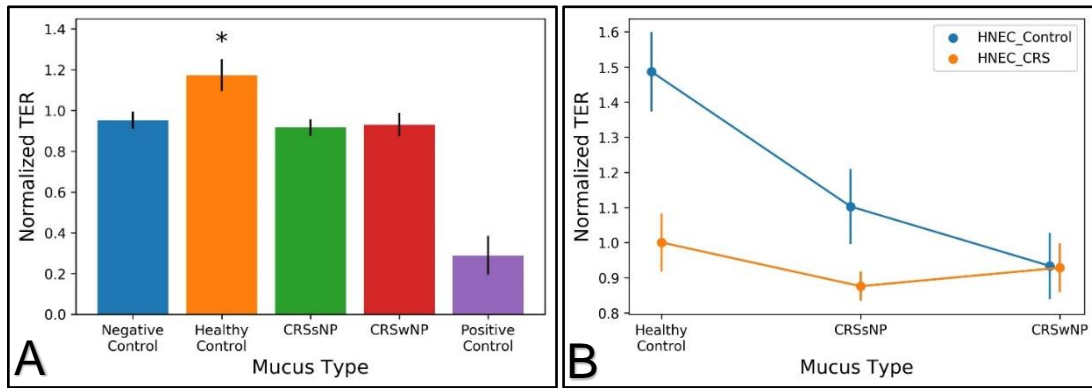 1.4
*
1.2
1.0
0.8
0.6
0.4
0.2
0.0
Normalized TER
Negative
Control
Healthy
Control
CRSsNP
CRSwNP
Positive
Control
Mucus Type
A
1.6
1.5
1.4
1.3
1.2
1.1
1.0
0.9
0.8
Normalized TER
HNEC_Control
HNEC_CRS
Healthy
Control
CRSsNP
CRSwNP
Mucus Type
B